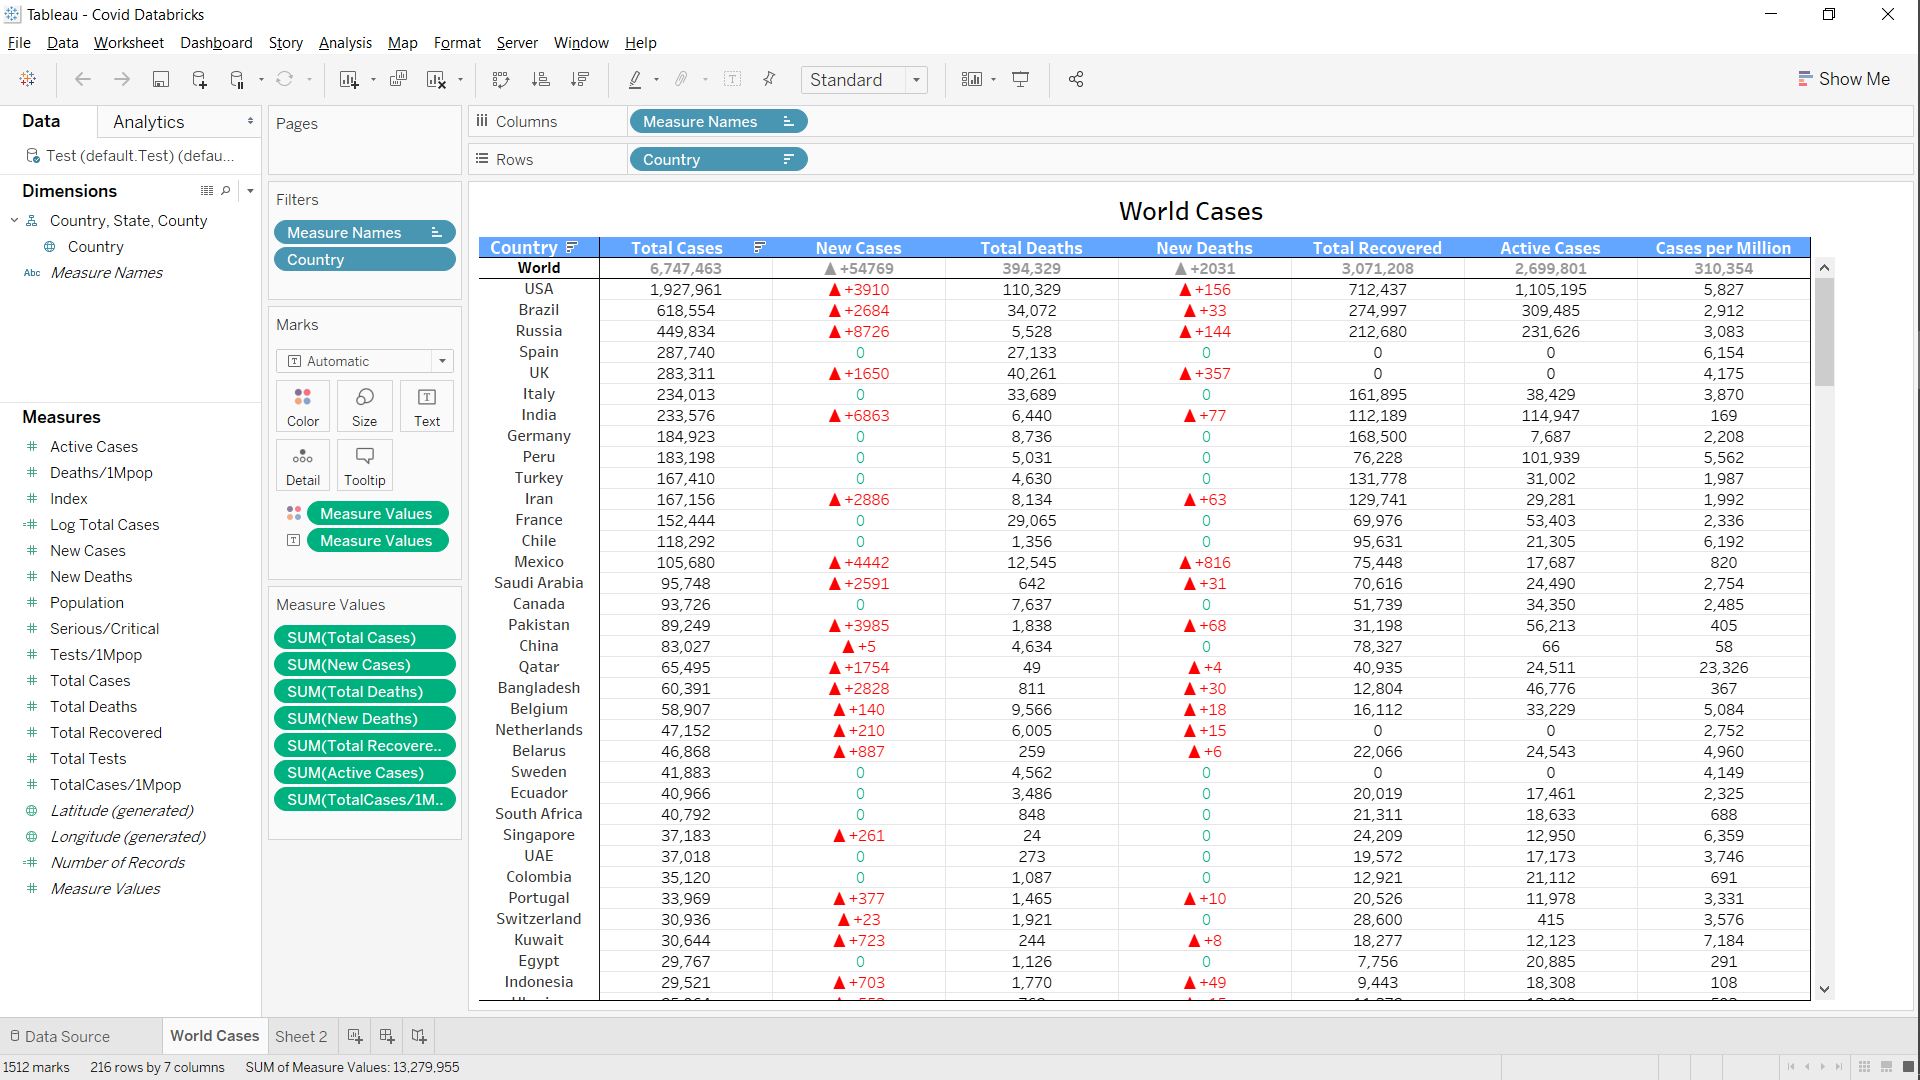 Tableau - Covid Databricks
File Data Worksheet Dashboard Story Analysis Map Format Server Window Help
Standard
Show Me
Data Analytics
Test (default.Test) (defau...
Dimensions
Country, State, County
Country
Abc Measure Names
Measures
Active Cases
Deaths/1Mpop
Index
Log Total Cases
New Cases
New Deaths
Population
Serious/Critical
Tests/1Mpop
Total Cases
Total Deaths
Total Recovered
Total Tests
TotalCases/1Mpop
Latitude (generated)
Longitude (generated)
Number of Records
Measure Values
Pages
Filters
Measure Names
Country
Marks
Automatic
Color Size Text
Detail Tooltip
Measure Values
Measure Values
Measure Values
SUM(Total Cases)
SUM(New Cases)
SUM(Total Deaths)
SUM(New Deaths)
SUM(Total Recovere..
SUM(Active Cases)
SUM(TotalCases/1M..
Columns Measure Names
Rows Country
World Cases
Country Total Cases New Cases Total Deaths New Deaths Total Recovered Active Cases Cases per Million
World 6,747,463 ▲+54769 394,329 ▲+2031 3,071,208 2,699,801 310,354
USA 1,927,961 ▲+3910 110,329 ▲+156 712,437 1,105,195 5,827
Brazil 618,554 ▲+2684 34,072 ▲+33 274,997 309,485 2,912
Russia 449,834 ▲+8726 5,528 ▲+144 212,680 231,626 3,083
Spain 287,740 0 27,133 0 0 0 6,154
UK 283,311 ▲+1650 40,261 ▲+357 0 0 4,175
Italy 234,013 0 33,689 0 161,895 38,429 3,870
India 233,576 ▲+6863 6,440 ▲+77 112,189 114,947 169
Germany 184,923 0 8,736 0 168,500 7,687 2,208
Peru 183,198 0 5,031 0 76,228 101,939 5,562
Turkey 167,410 0 4,630 0 131,778 31,002 1,987
Iran 167,156 ▲+2886 8,134 ▲+63 129,741 29,281 1,992
France 152,444 0 29,065 0 69,976 53,403 2,336
Chile 118,292 0 1,356 0 95,631 21,305 6,192
Mexico 105,680 ▲+4442 12,545 ▲+816 75,448 17,687 820
Saudi Arabia 95,748 ▲+2591 642 ▲+31 70,616 24,490 2,754
Canada 93,726 0 7,637 0 51,739 34,350 2,485
Pakistan 89,249 ▲+3985 1,838 ▲+68 31,198 56,213 405
China 83,027 ▲+5 4,634 0 78,327 66 58
Qatar 65,495 ▲+1754 49 ▲+4 40,935 24,511 23,326
Bangladesh 60,391 ▲+2828 811 ▲+30 12,804 46,776 367
Belgium 58,907 ▲+140 9,566 ▲+18 16,112 33,229 5,084
Netherlands 47,152 ▲+210 6,005 ▲+15 0 0 2,752
Belarus 46,868 ▲+887 259 ▲+6 22,066 24,543 4,960
Sweden 41,883 0 4,562 0 0 0 4,149
Ecuador 40,966 0 3,486 0 20,019 17,461 2,325
South Africa 40,792 0 848 0 21,311 18,633 688
Singapore 37,183 ▲+261 24 0 24,209 12,950 6,359
UAE 37,018 0 273 0 19,572 17,173 3,746
Colombia 35,120 0 1,087 0 12,921 21,112 691
Portugal 33,969 ▲+377 1,465 ▲+10 20,526 11,978 3,331
Switzerland 30,936 ▲+23 1,921 0 28,600 415 3,576
Kuwait 30,644 ▲+723 244 ▲+8 18,277 12,123 7,184
Egypt 29,767 0 1,126 0 7,756 20,885 291
Indonesia 29,521 ▲+703 1,770 ▲+49 9,443 18,308 108
Data Source World Cases Sheet 2
1512 marks 216 rows by 7 columns SUM of Measure Values: 13,279,955